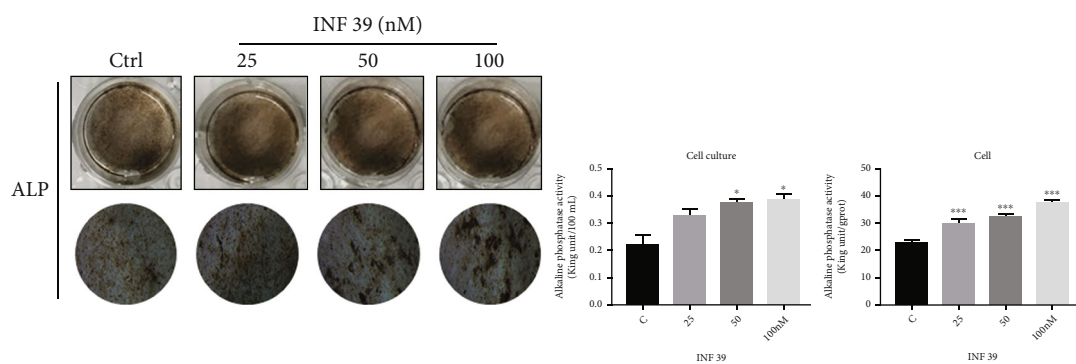 INF 39 (nM)
Ctrl 25 50 100
ALP
Cell culture
Alkaline phosphatase activity
(King unit/100 mL)
0.5
0.4
0.3
0.2
0.1
0.0
* *
C 25 50 100nM
INF 39
Cell
Alkaline phosphatase activity
(King unit/gprot)
50
40
30
20
10
0
*** *** ***
C 25 50 100nM
INF 39